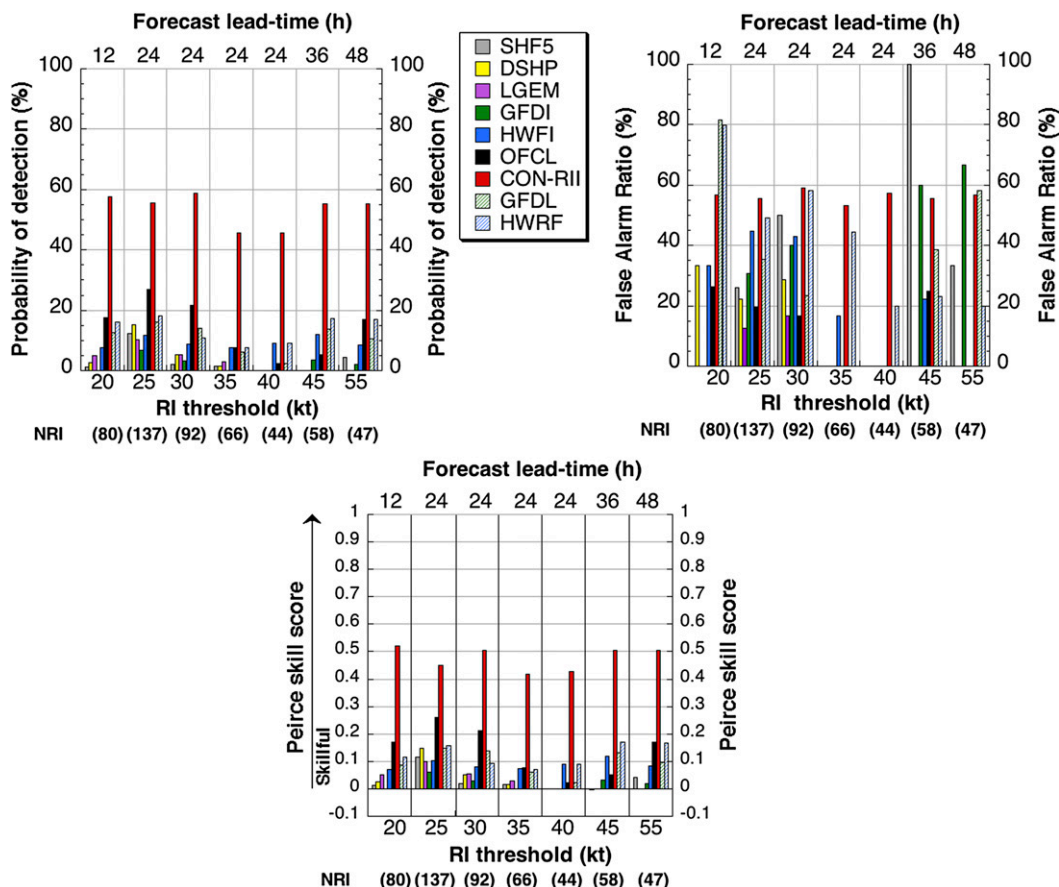 Forecast lead-time (h)
12 24 24 24 24 36 48
100 100
80 80
60 60
40 40
20 20
0 0
Probability of detection (%)
Probability of detection (%)
20 25 30 35 40 45 55
RI threshold (kt)
NRI (80) (137) (92) (66) (44) (58) (47)
SHF5
DSHP
LGEM
GFDI
HWFI
OFCL
CON-RII
GFDL
HWRF
Forecast lead-time (h)
12 24 24 24 24 36 48
100 100
80 80
60 60
40 40
20 20
0 0
False Alarm Ratio (%)
False Alarm Ratio (%)
20 25 30 35 40 45 55
RI threshold (kt)
NRI (80) (137) (92) (66) (44) (58) (47)
Forecast lead-time (h)
12 24 24 24 24 36 48
1 1
0.9 0.9
0.8 0.8
0.7 0.7
0.6 0.6
0.5 0.5
0.4 0.4
0.3 0.3
0.2 0.2
0.1 0.1
0 0
-0.1 -0.1
Peirce skill score
Skillful
Peirce skill score
20 25 30 35 40 45 55
RI threshold (kt)
NRI (80) (137) (92) (66) (44) (58) (47)